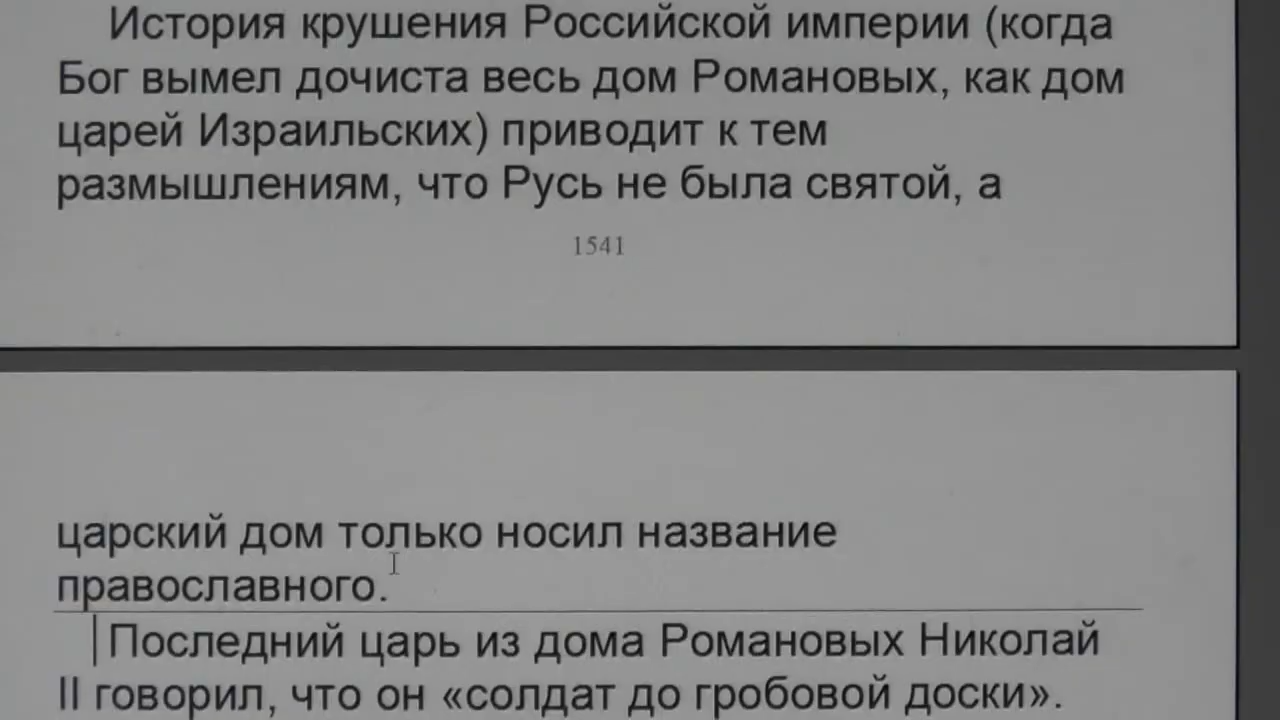 История крушения Российской империи (когда
Бог вымел дочиста весь дом Романовых, как дом
царей Израильских) приводит к тем
размышлениям, что Русь не была святой, а
1541
царский дом только носил название
православного.
Последний царь из дома Романовых Николай
II говорил, что он «солдат до гробовой доски».